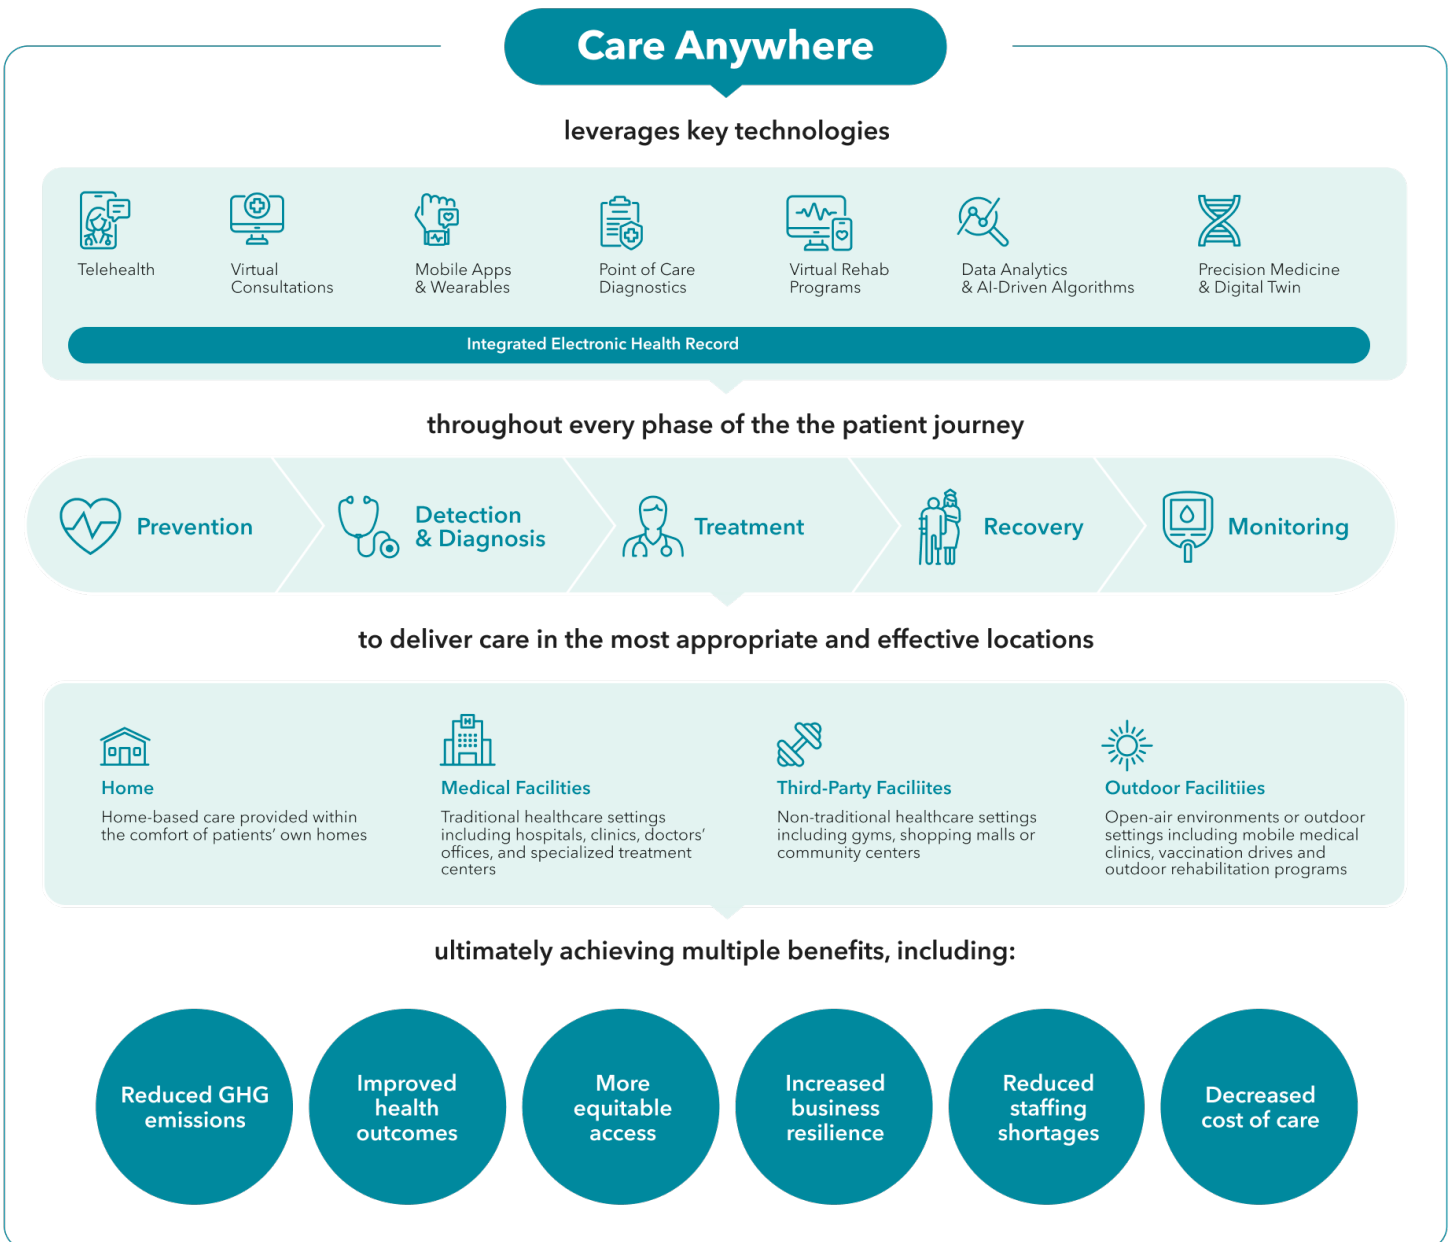 Care Anywhere
leverages key technologies
Telehealth
Virtual
Consultations
Mobile Apps
& Wearables
Point of Care
Diagnostics
Virtual Rehab
Programs
Data Analytics
& AI-Driven Algorithms
Precision Medicine
& Digital Twin
Integrated Electronic Health Record
throughout every phase of the the patient journey
Prevention
Detection
& Diagnosis
Treatment
Recovery
Monitoring
to deliver care in the most appropriate and effective locations
H
Home
Home-based care provided within
the comfort of patients’ own homes
Medical Facilities
Traditional healthcare settings
including hospitals, clinics, doctors’
offices, and specialized treatment
centers
Third-Party Faciliites
Non-traditional healthcare settings
including gyms, shopping malls or
community centers
Outdoor Facilitiies
Open-air environments or outdoor
settings including mobile medical
clinics, vaccination drives and
outdoor rehabilitation programs
ultimately achieving multiple benefits, including:
Reduced GHG
emissions
Improved
health
outcomes
More
equitable
access
Increased
business
resilience
Reduced
staffing
shortages
Decreased
cost of care